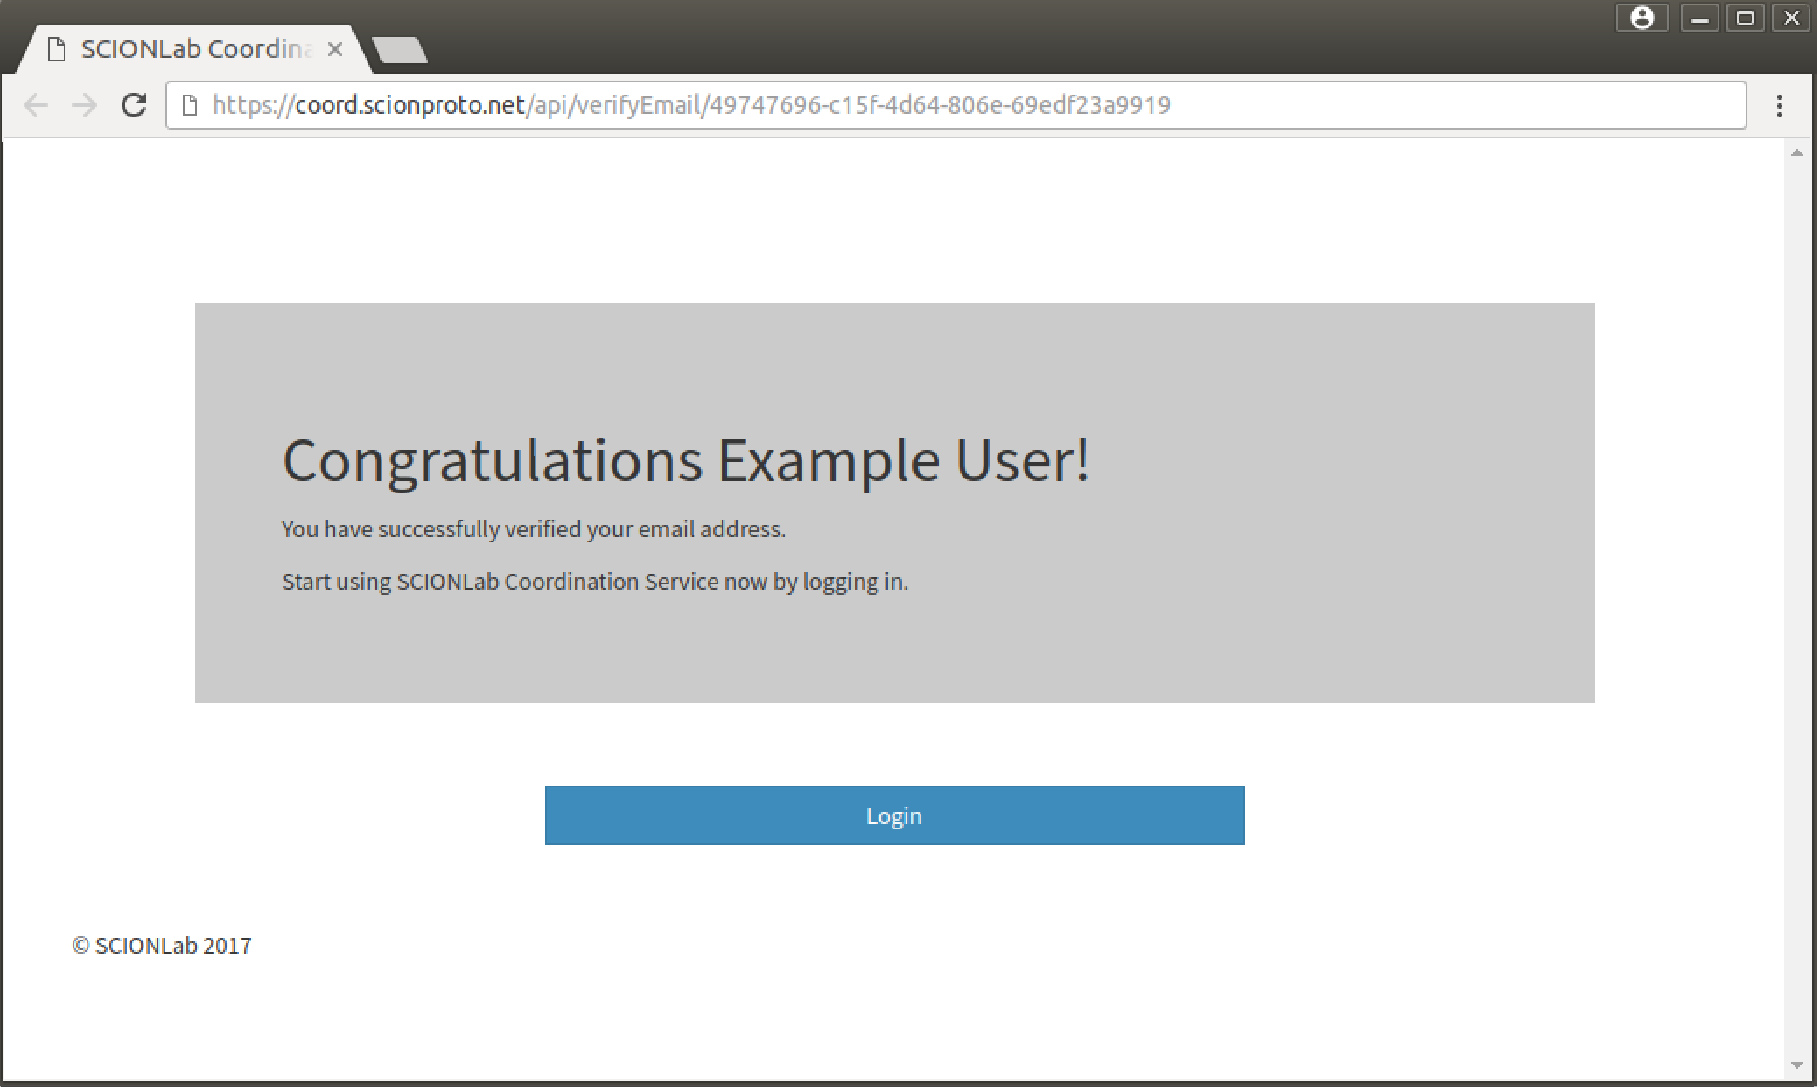 SCIONLab Coordina
https://coord.scionproto.net/api/verifyEmail/49747696-c15f-4d64-806e-69edf23a9919
Congratulations Example User!
You have successfully verified your email address.
Start using SCIONLab Coordination Service now by logging in.
Login
© SCIONLab 2017